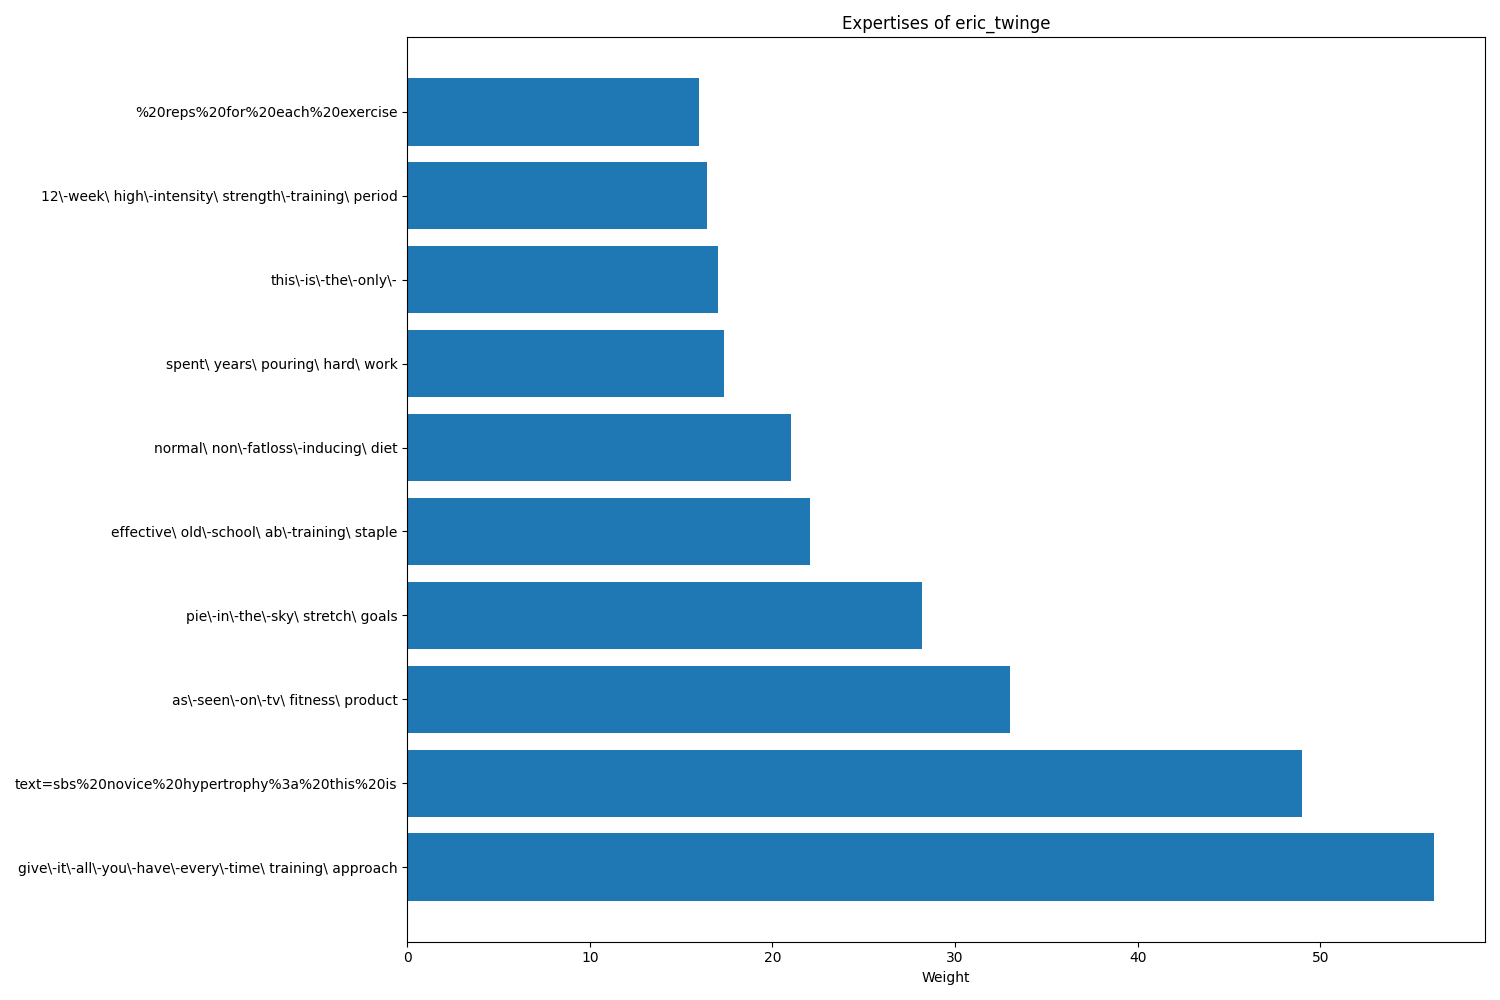 Expertises of eric_twinge
%20reps%20for%20each%20exercise
12\-week\ high\-intensity\ strength\-training\ period
this\-is\-the\-only\-
spent\ years\ pouring\ hard\ work
normal\ non\-fatloss\-inducing\ diet
effective\ old\-school\ ab\-training\ staple
pie\-in\-the\-sky\ stretch\ goals
as\-seen\-on\-tv\ fitness\ product
text=sbs%20novice%20hypertrophy%3a%20this%20is
give\-it\-all\-you\-have\-every\-time\ training\ approach
0 10 20 30 40 50
Weight